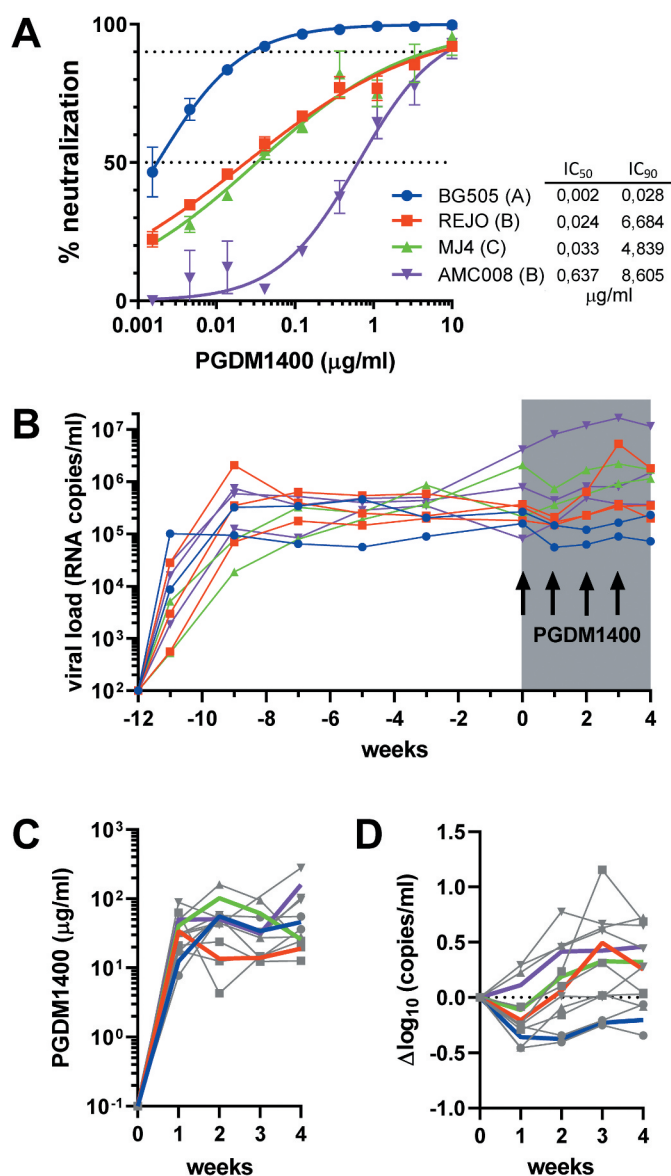 A
% neutralization
100
50
0
0.001
0.01
0.1
1
10
PGDM1400 (µg/ml)
IC50 IC90
BG505 (A) 0,002 0,028
REJO (B) 0,024 6,684
MJ4 (C) 0,033 4,839
AMC008 (B) 0,637 8,605
µg/ml
B
viral load (RNA copies/ml)
10^7
10^6
10^5
10^4
10^3
10^2
PGDM1400
-12 -10 -8 -6 -4 -2 0 2 4
weeks
C
PGDM1400 (µg/ml)
10^3
10^2
10^1
10^0
10^-1
0 1 2 3 4
weeks
D
Δlog10 (copies/ml)
1.5
1.0
0.5
0.0
-0.5
-1.0
0 1 2 3 4
weeks